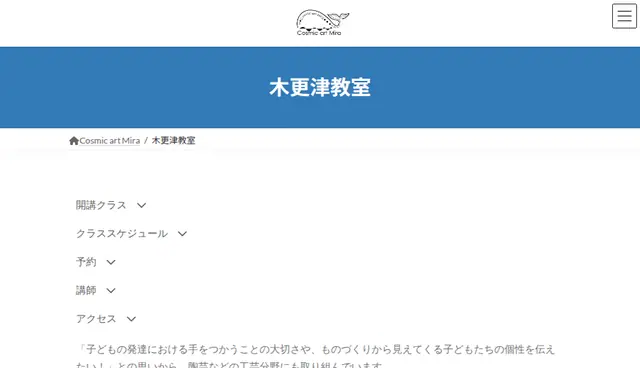 Cosmic art Mira
木更津教室
Cosmic art Mira / 木更津教室
開講クラス
クラススケジュール
予約
講師
アクセス
「子どもの発達における手をつかうことの大切さや、ものづくりから見えてくる子どもたちの個性を伝え
たい！」との思いから、陶芸などの工芸分野にも取り組んでいます。